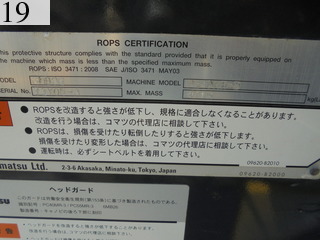 19
ROPS CERTIFICATION
this protective structure complies with the standard provided that it is properly equipped on
the machine which mass is less than the specified maximum mass.
ROPS : ISO 3471 : 2008 SAE J/ISO 3471 MAY03
MODEL MACHINE MODEL
SERIAL No. MAX. MASS kg
●ROPSを改造すると強さが低下し、規格に適合しなくなることがあります。
改造を行う場合は、コマツの代理店に相談して下さい。
●ROPSは、損傷を受けたり転倒したりすると強さが低下します。
損傷を受けたり変形した場合は、コマツの代理店に相談して下さい。
●運転時は、必ずシートベルトを着用して下さい。
matsu Ltd. 2-3-6 Akasaka, Minato-ku, Tokyo, Japan
09620-B2010
09620-B2000
ヘッドガード